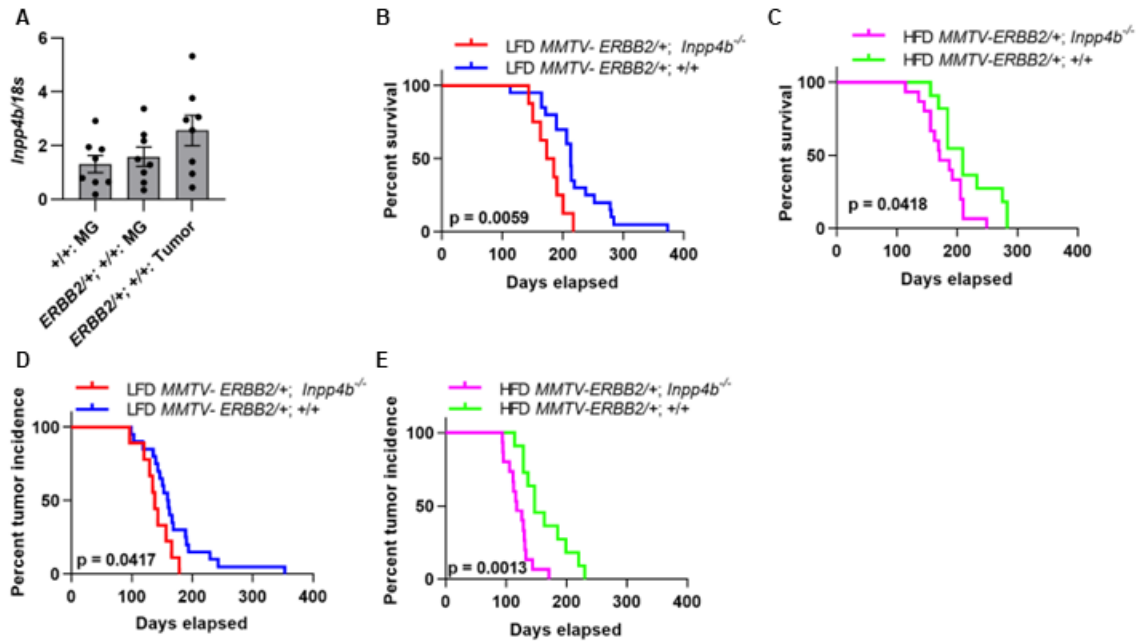 A
Inpp4b/18s
6
4
2
0
+/+: MG
ERBB2/+; +/+: MG
ERBB2/+; +/+: Tumor
B
LFD MMTV- ERBB2/+; Inpp4b-/-
LFD MMTV- ERBB2/+; +/+
Percent survival
100
50
0
p = 0.0059
0 100 200 300 400
Days elapsed
C
HFD MMTV-ERBB2/+; Inpp4b-/-
HFD MMTV-ERBB2/+; +/+
Percent survival
100
50
0
p = 0.0418
0 100 200 300 400
Days elapsed
D
LFD MMTV- ERBB2/+; Inpp4b-/-
LFD MMTV- ERBB2/+; +/+
Percent tumor incidence
100
50
0
p = 0.0417
0 100 200 300 400
Days elapsed
E
HFD MMTV-ERBB2/+; Inpp4b-/-
HFD MMTV-ERBB2/+; +/+
Percent tumor incidence
100
50
0
p = 0.0013
0 100 200 300 400
Days elapsed